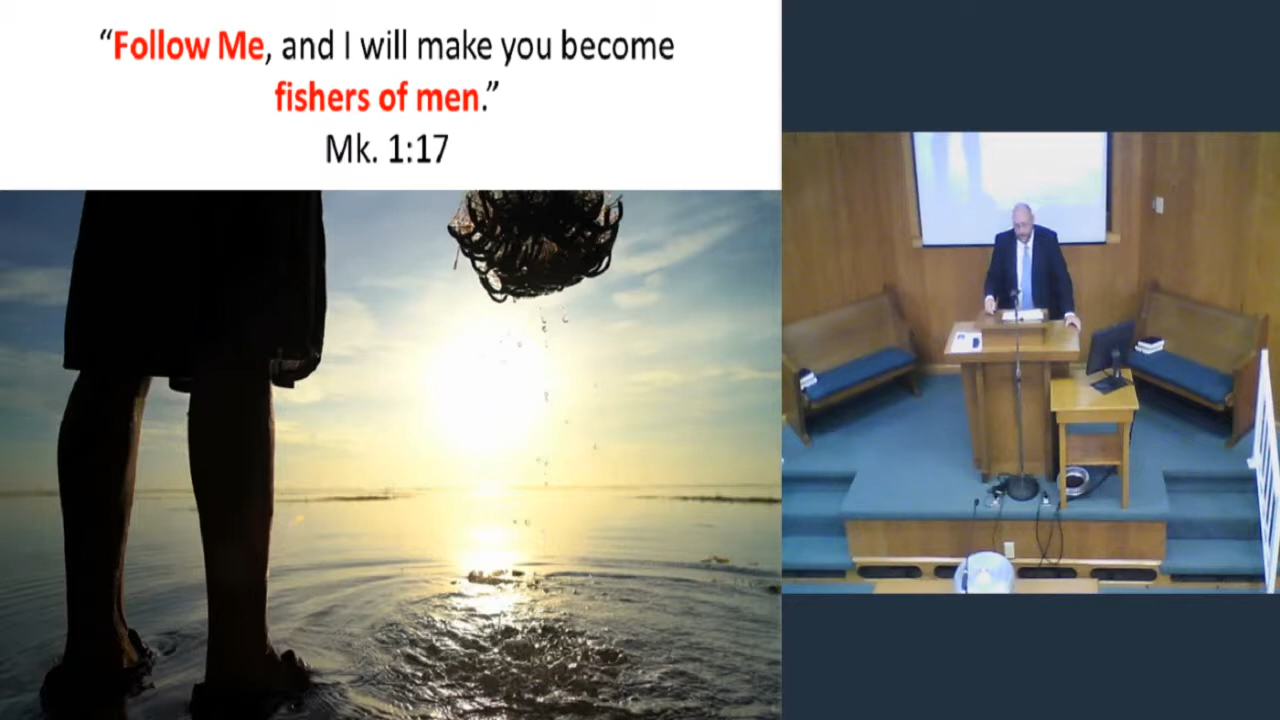 “Follow Me, and I will make you become
fishers of men.”
Mk. 1:17